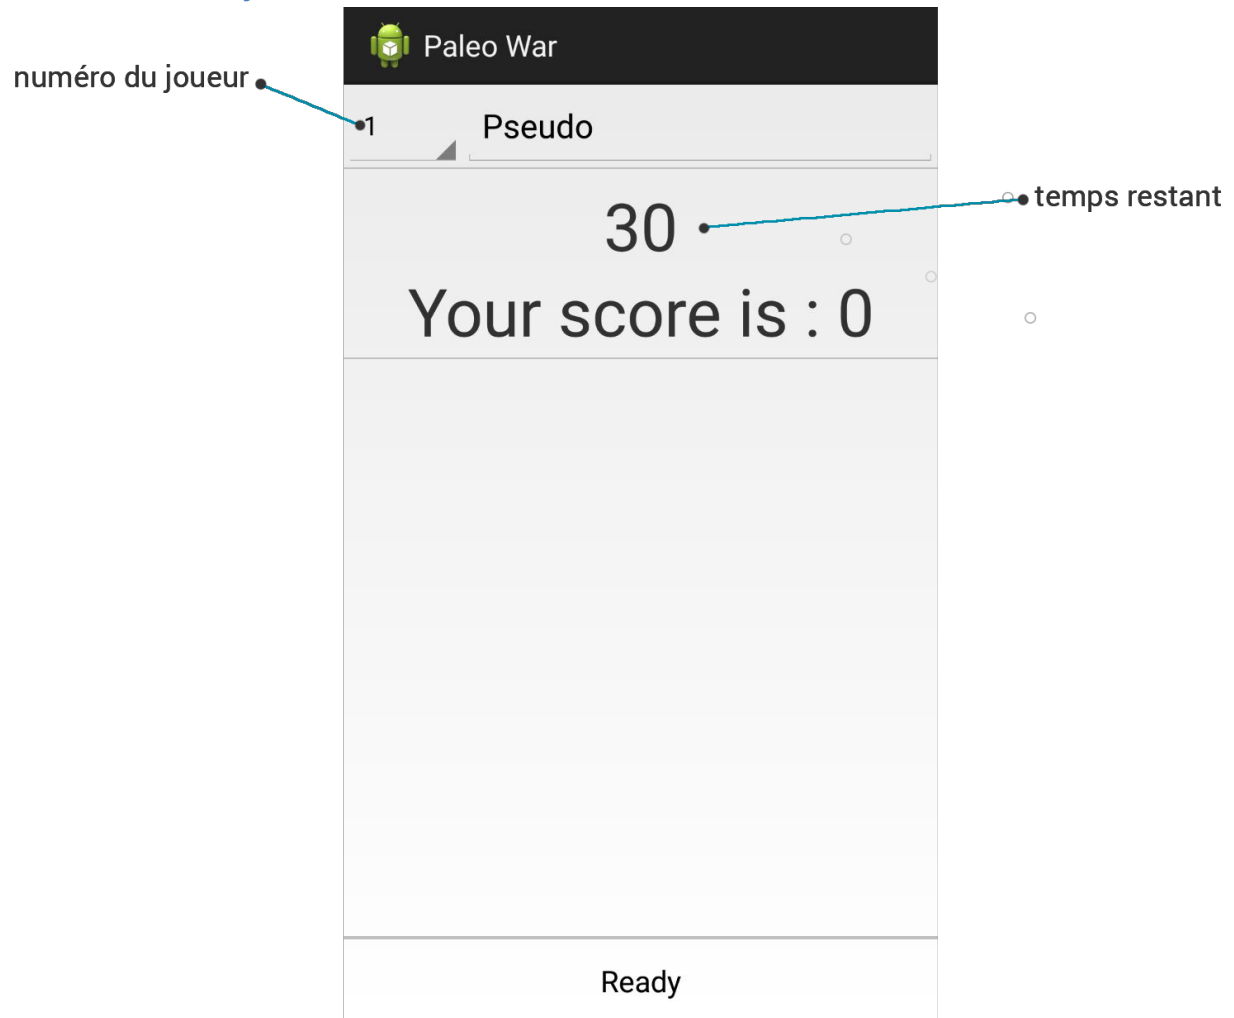 Paleo War
numéro du joueur
1
Pseudo
temps restant
30
Your score is : 0
Ready